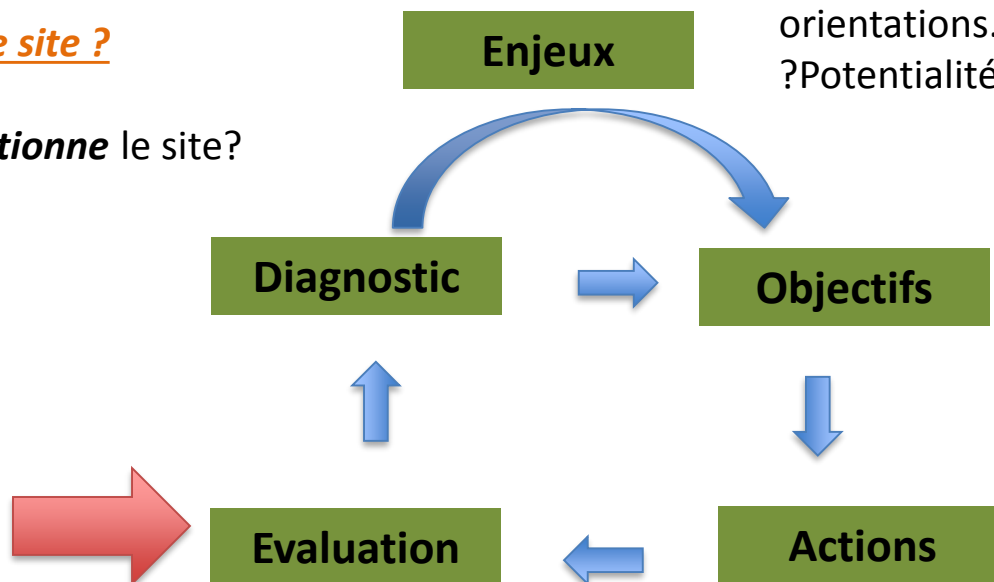 e site ?
tionne le site?
Enjeux
orientations.
?Potentialité
Diagnostic
Objectifs
Evaluation
Actions